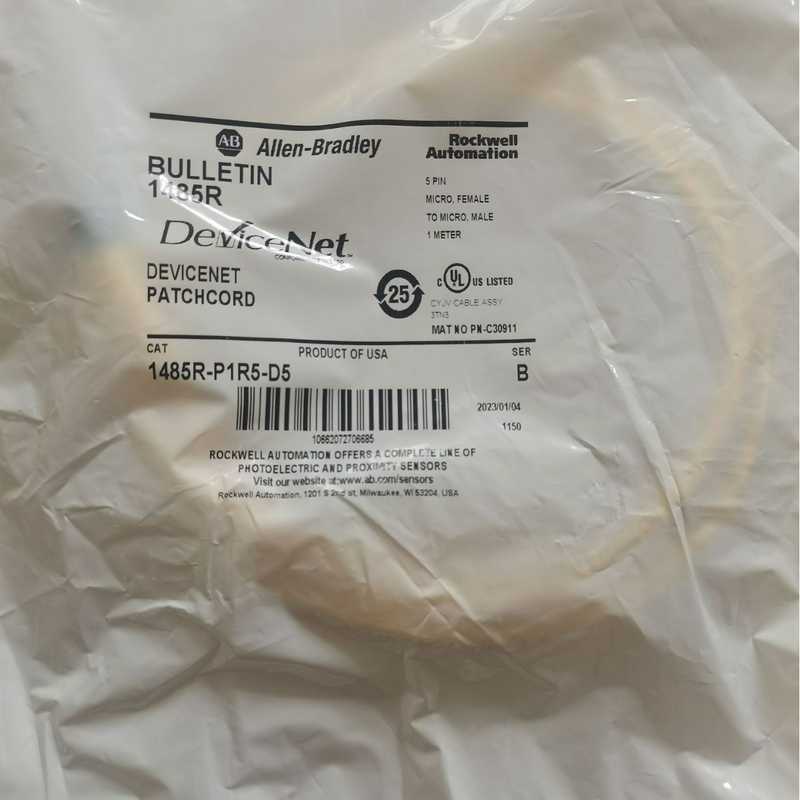 AB Allen-Bradley
Rockwell
Automation
BULLETIN
1485R
5 PIN
MICRO, FEMALE
TO MICRO, MALE
1 METER
DeviceNet
DEVICENET
PATCHCORD
25
C UL US LISTED
CYJV CABLE ASSY
3TN3
MAT NO PN-C30911
CAT
PRODUCT OF USA
SER
1485R-P1R5-D5
B
2023/01/04
10662072706685
1150
ROCKWELL AUTOMATION OFFERS A COMPLETE LINE OF
PHOTOELECTRIC AND PROXIMITY SENSORS
Visit our website at:www.ab.com/sensors
Rockwell Automation, 1201 S 2nd st, Milwaukee, WI 53204, USA